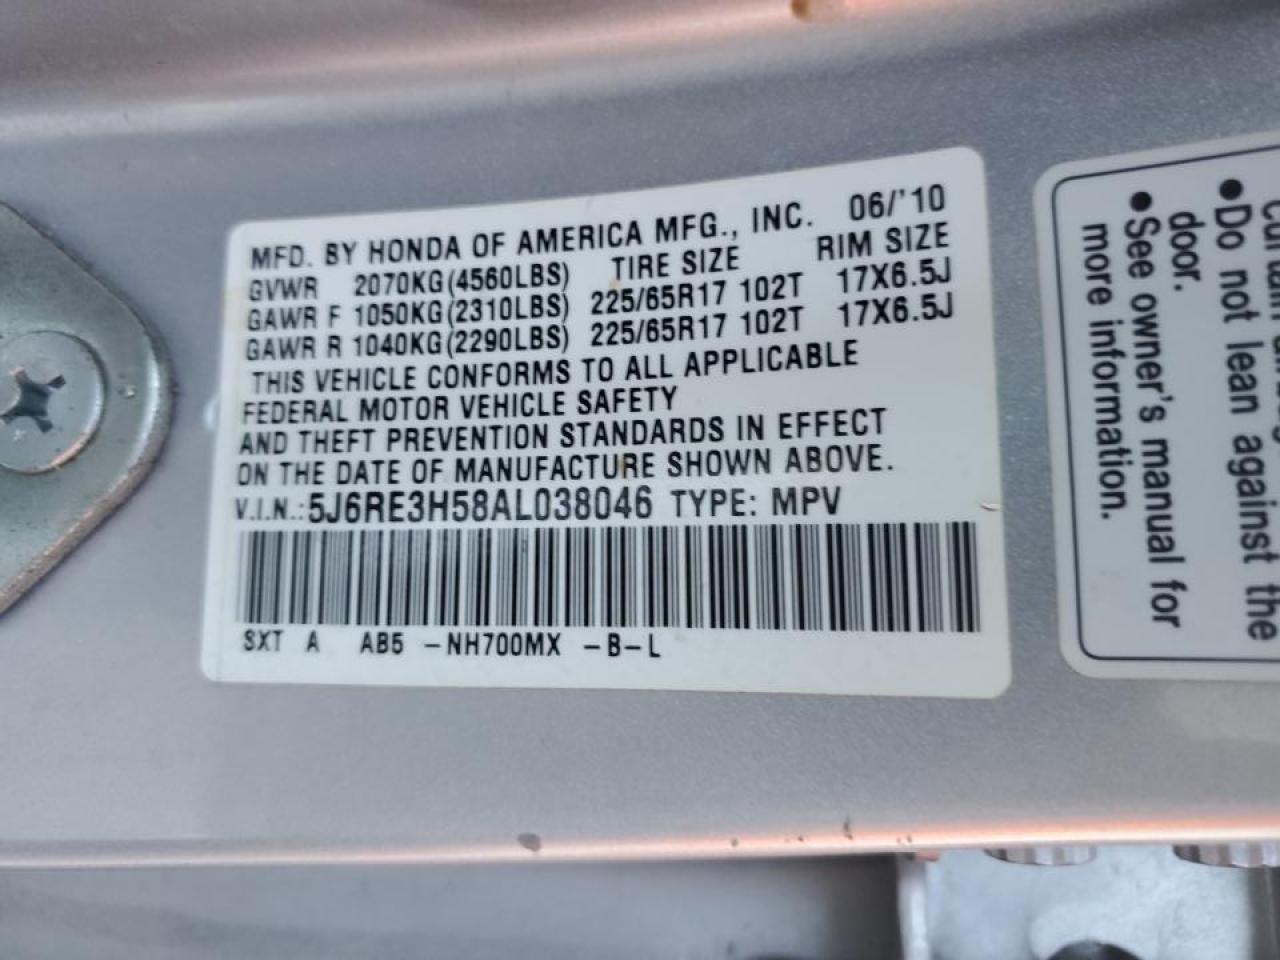 MFD. BY HONDA OF AMERICA MFG., INC. 06/'10
GVWR 2070KG(4560LBS) TIRE SIZE RIM SIZE
GAWR F 1050KG(2310LBS) 225/65R17 102T 17X6.5J
GAWR R 1040KG(2290LBS) 225/65R17 102T 17X6.5J
THIS VEHICLE CONFORMS TO ALL APPLICABLE
FEDERAL MOTOR VEHICLE SAFETY
AND THEFT PREVENTION STANDARDS IN EFFECT
ON THE DATE OF MANUFACTURE SHOWN ABOVE.
V.I.N.: 5J6RE3H58AL038046 TYPE: MPV
SXT A AB5 -NH700MX -B-L
● Do not lean against the
door.
● See owner's manual for
more information.